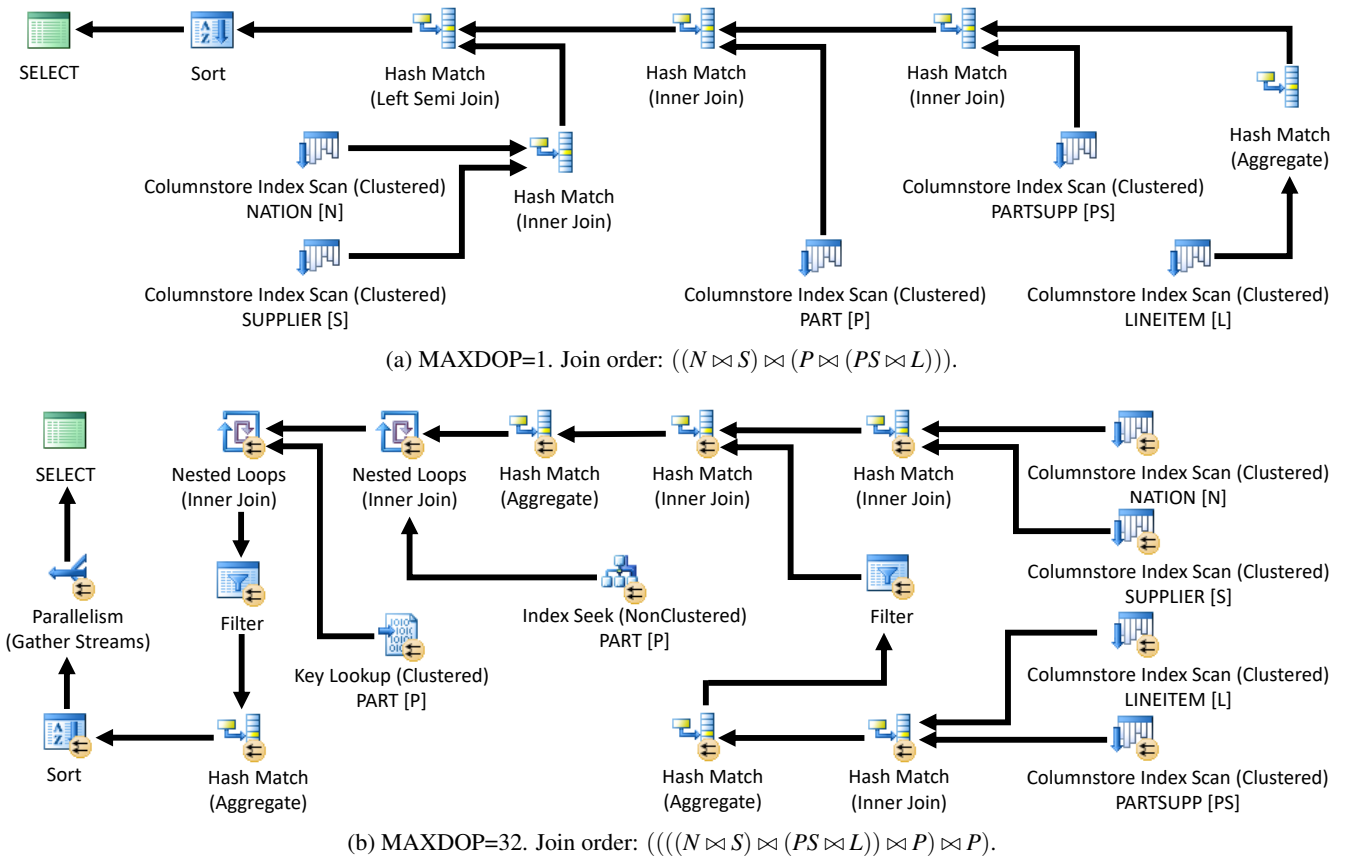 SELECT
Sort
Hash Match
(Left Semi Join)
Hash Match
(Inner Join)
Hash Match
(Inner Join)
Hash Match
(Aggregate)
Columnstore Index Scan (Clustered)
NATION [N]
Hash Match
(Inner Join)
Columnstore Index Scan (Clustered)
PARTSUPP [PS]
Columnstore Index Scan (Clustered)
SUPPLIER [S]
Columnstore Index Scan (Clustered)
PART [P]
Columnstore Index Scan (Clustered)
LINEITEM [L]
(a) MAXDOP=1. Join order: ((N ⋈ S) ⋈ (P ⋈ (PS ⋈ L))).
SELECT
Nested Loops
(Inner Join)
Nested Loops
(Inner Join)
Hash Match
(Aggregate)
Hash Match
(Inner Join)
Hash Match
(Inner Join)
Columnstore Index Scan (Clustered)
NATION [N]
Columnstore Index Scan (Clustered)
SUPPLIER [S]
Parallelism
(Gather Streams)
Filter
Index Seek (NonClustered)
PART [P]
Filter
Key Lookup (Clustered)
PART [P]
Columnstore Index Scan (Clustered)
LINEITEM [L]
Sort
Hash Match
(Aggregate)
Hash Match
(Aggregate)
Hash Match
(Inner Join)
Columnstore Index Scan (Clustered)
PARTSUPP [PS]
(b) MAXDOP=32. Join order: ((((N ⋈ S) ⋈ (PS ⋈ L)) ⋈ P) ⋈ P).